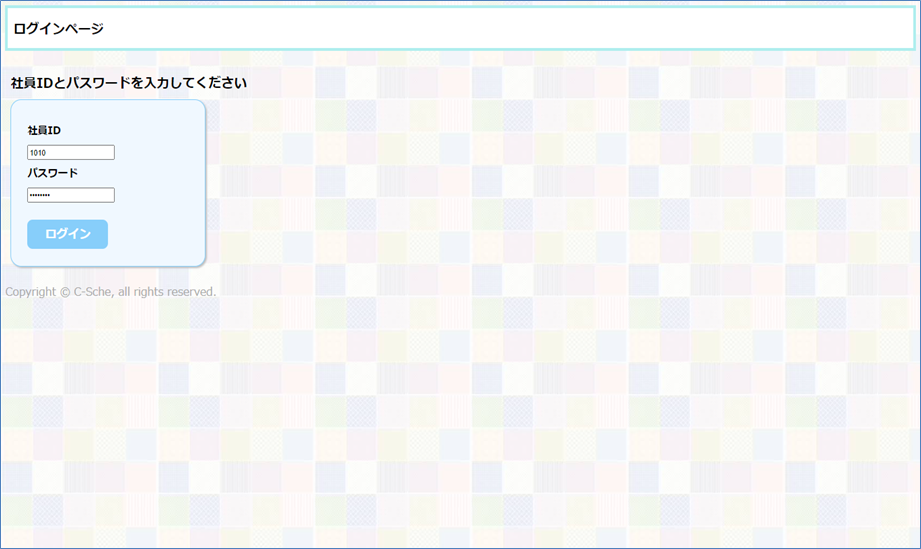 ログインページ
社員IDとパスワードを入力してください
社員ID
1010
パスワード
••••••••
ログイン
Copyright © C-Sche, all rights reserved.